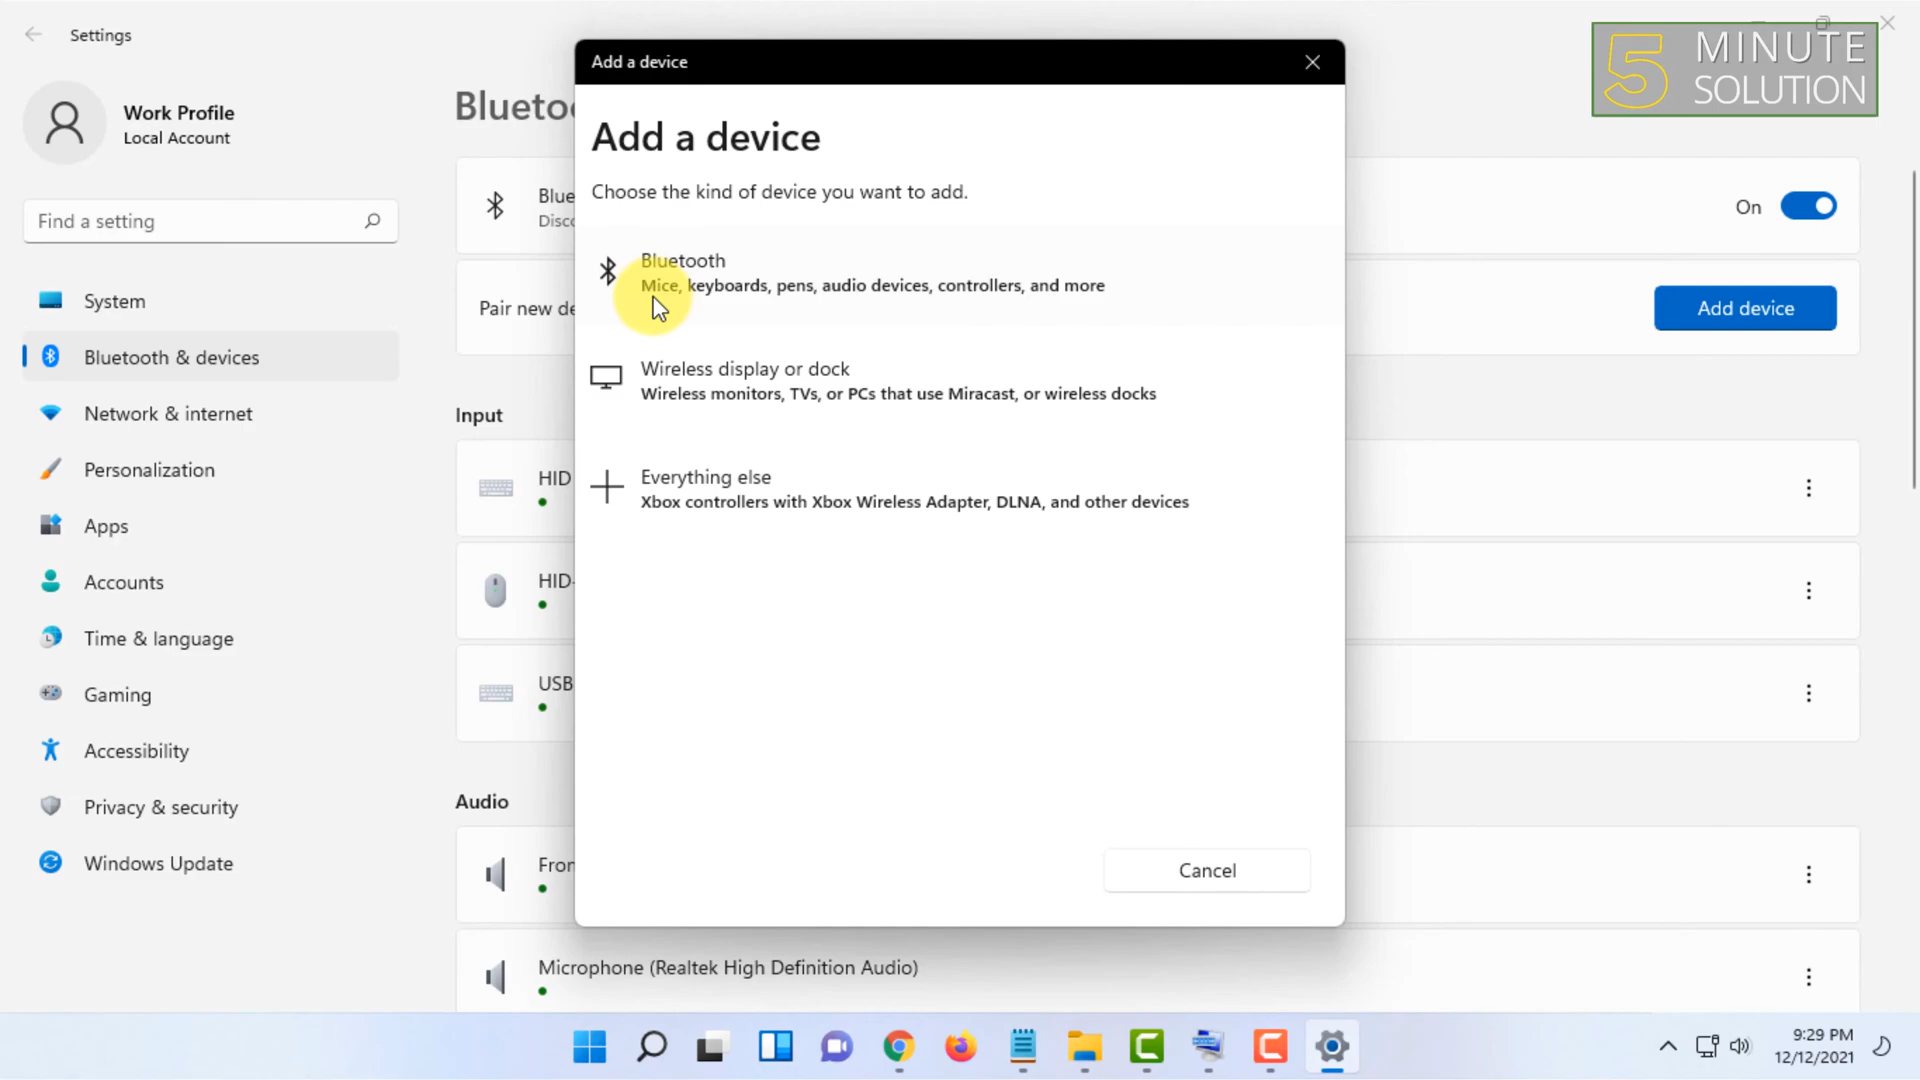 Settings
5 MINUTE
SOLUTION
Work Profile
Local Account
Find a setting
System
Bluetooth & devices
Network & internet
Personalization
Apps
Accounts
Time & language
Gaming
Accessibility
Privacy & security
Windows Update
Bluetoo
Blue
Disco
On
Pair new de
Add device
Input
HID
HID-
USB
Audio
Fron
Microphone (Realtek High Definition Audio)
Add a device
Add a device
Choose the kind of device you want to add.
Bluetooth
Mice, keyboards, pens, audio devices, controllers, and more
Wireless display or dock
Wireless monitors, TVs, or PCs that use Miracast, or wireless docks
Everything else
Xbox controllers with Xbox Wireless Adapter, DLNA, and other devices
Cancel
9:29 PM
12/12/2021